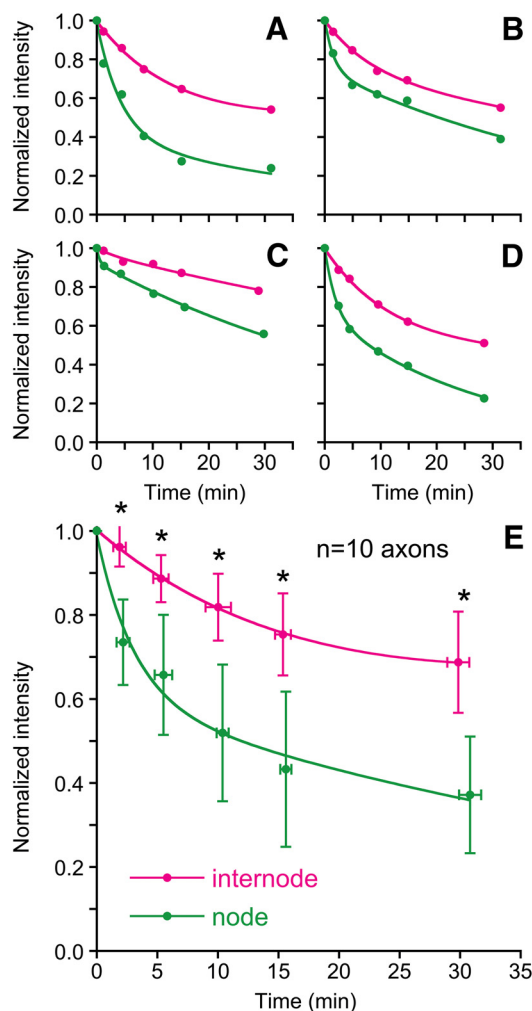 A
B
Normalized intensity
1.0
0.8
0.6
0.4
0.2
0.0
C
D
Normalized intensity
1.0
0.8
0.6
0.4
0.2
0.0
0 10 20 30
0 10 20 30
Time (min)
Time (min)
E
* * * * *
n=10 axons
Normalized intensity
1.0
0.8
0.6
0.4
0.2
0.0
internode
node
0 5 10 15 20 25 30 35
Time (min)